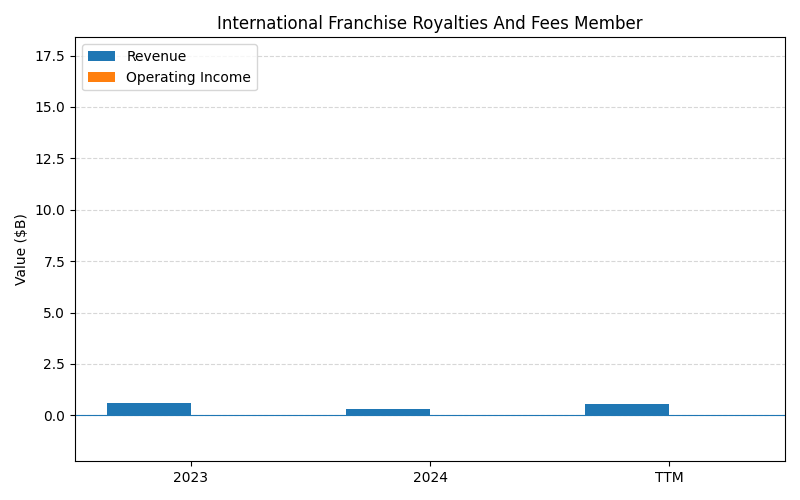 International Franchise Royalties And Fees Member
Revenue
Operating Income
Value ($B)
17.5
15.0
12.5
10.0
7.5
5.0
2.5
0.0
2023
2024
TTM